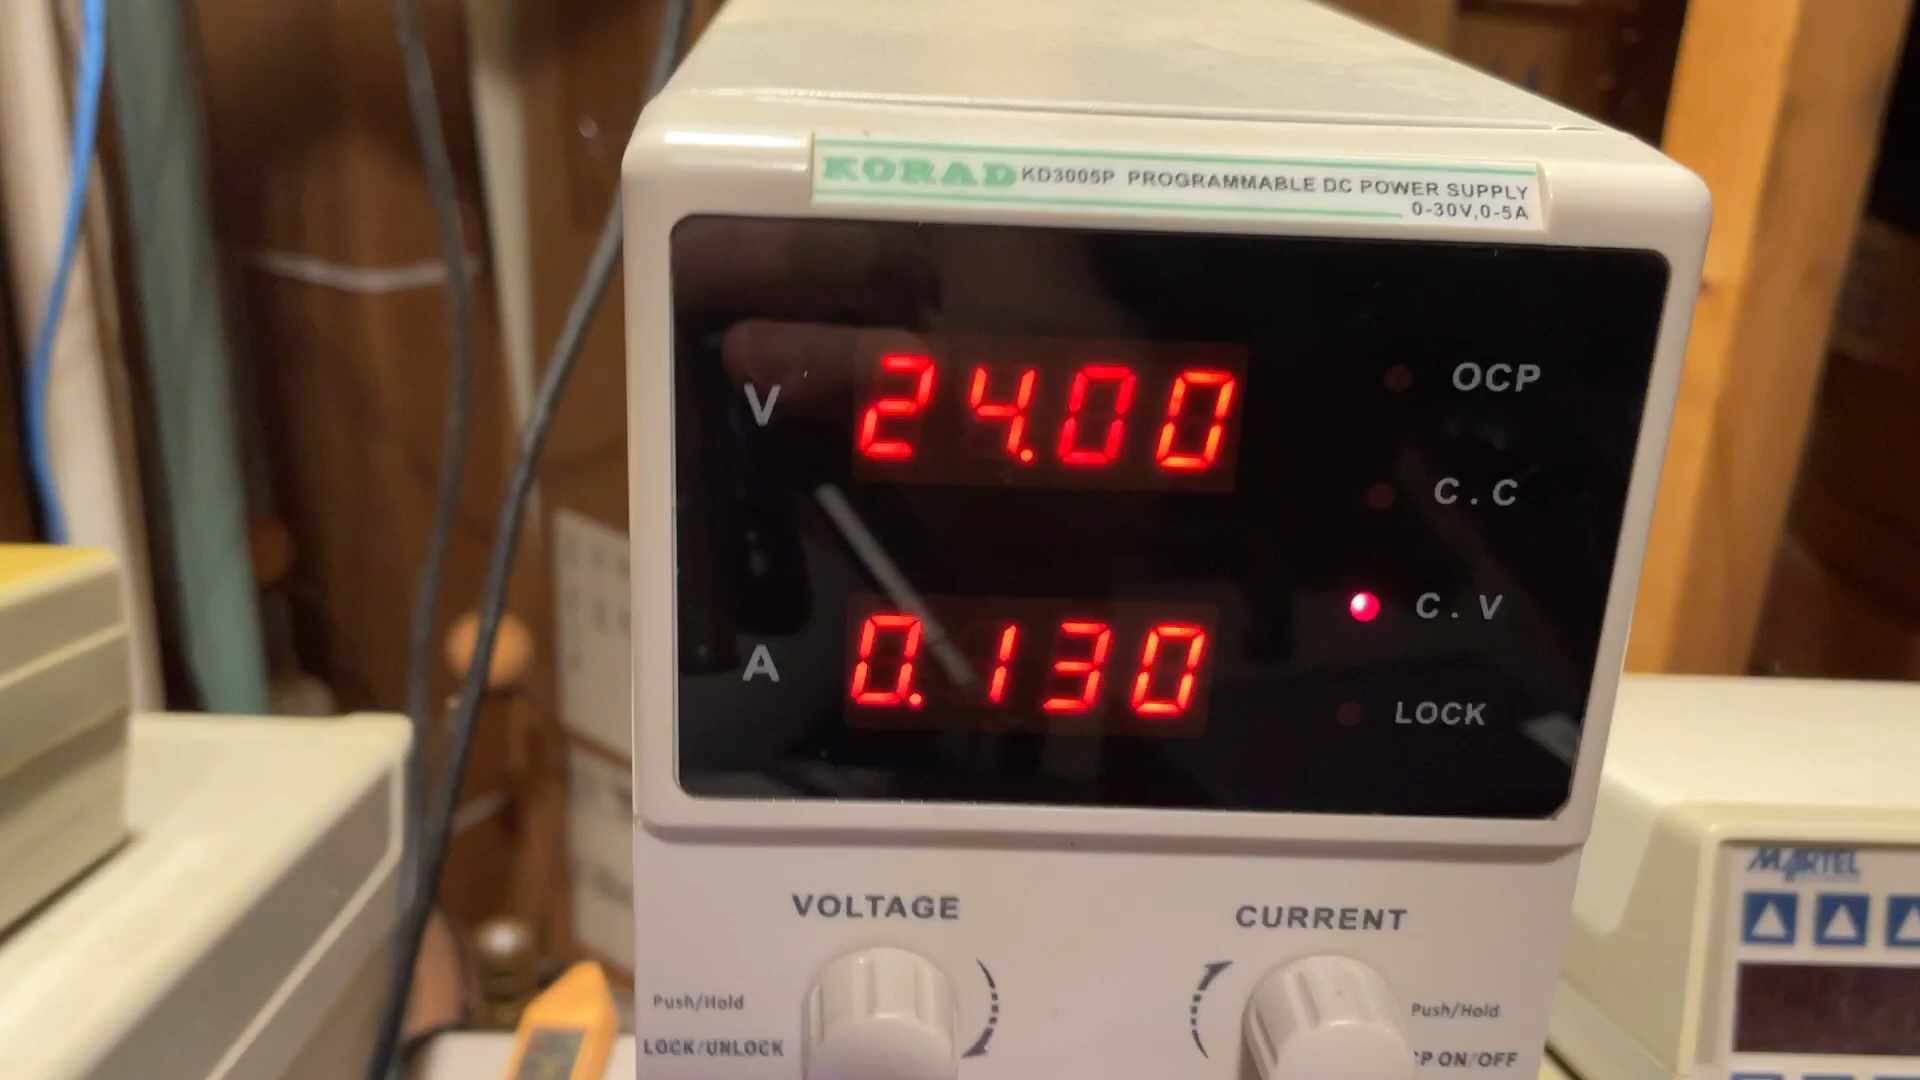 KORAD KD3005P PROGRAMMABLE DC POWER SUPPLY
0-30V,0-5A
V 24.00
OCP
C.C
C.V
A 0.130
LOCK
MARTEL
VOLTAGE
CURRENT
Push/Hold
LOCK/UNLOCK
Push/Hold
ON/OFF